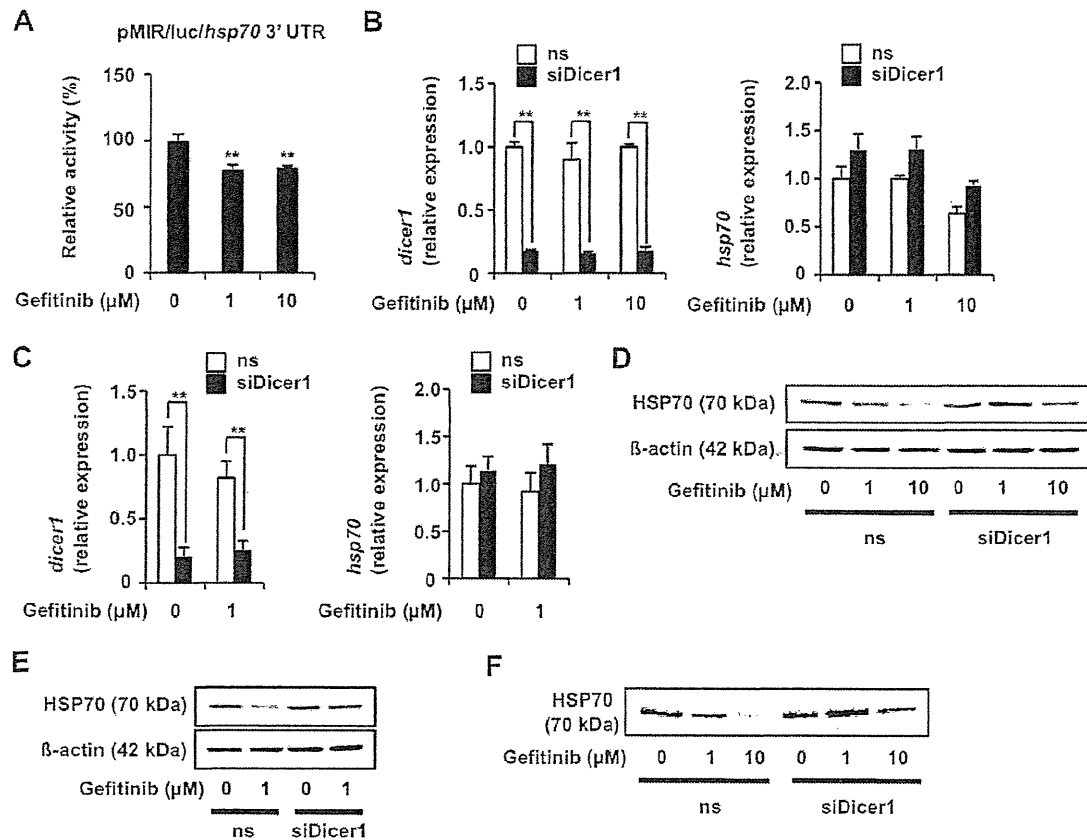 A
pMIR/luc/hsp70 3' UTR
Relative activity (%)
150
100
50
0
** **
Gefitinib (µM) 0 1 10
B
ns
siDicer1
dicer1
(relative expression)
1.5
1.0
0.5
0
** ** **
Gefitinib (µM) 0 1 10
ns
siDicer1
hsp70
(relative expression)
2.0
1.5
1.0
0.5
0
0 1 10
C
ns
siDicer1
dicer1
(relative expression)
1.5
1.0
0.5
0
** **
Gefitinib (µM) 0 1
ns
siDicer1
hsp70
(relative expression)
2.0
1.5
1.0
0.5
0
0 1
D
HSP70 (70 kDa)
ß-actin (42 kDa)
Gefitinib (µM) 0 1 10 0 1 10
ns siDicer1
E
HSP70 (70 kDa)
ß-actin (42 kDa)
Gefitinib (µM) 0 1 0 1
ns siDicer1
F
HSP70
(70 kDa)
Gefitinib (µM) 0 1 10 0 1 10
ns siDicer1